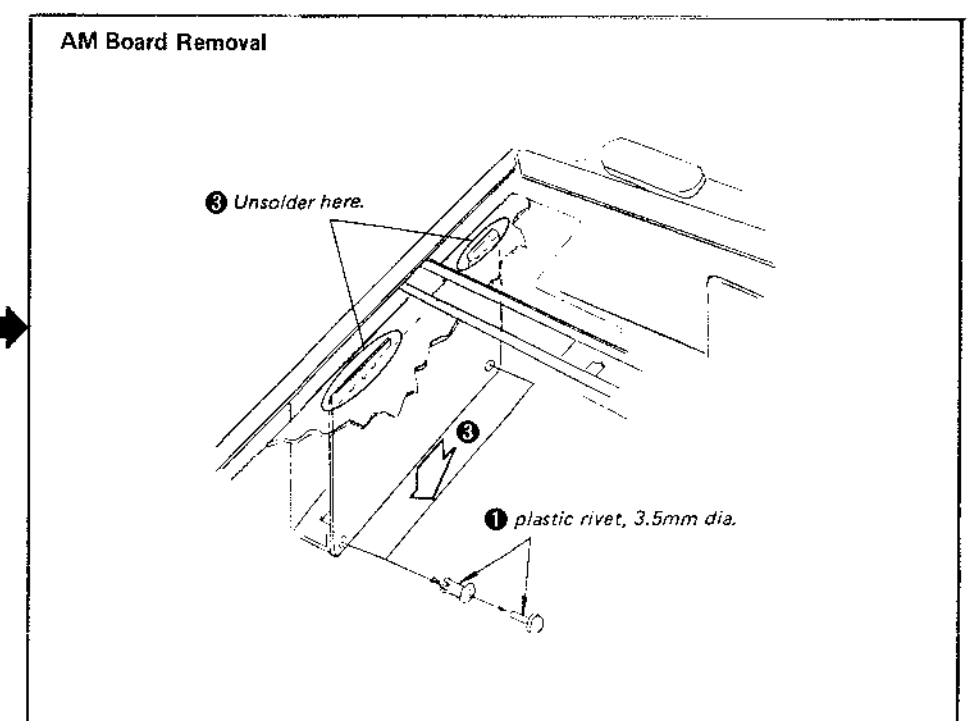 AM Board Removal
❸ Unsolder here.
❸
❶ plastic rivet, 3.5mm dia.